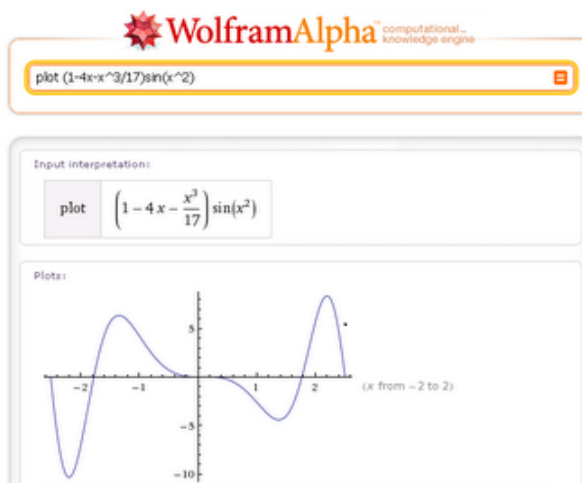 WolframAlpha™ computational...
knowledge engine
plot (1-4x-x^3/17)sin(x^2)
Input interpretation:
plot (1 − 4 x − x³/17) sin(x²)
Plots:
5
−2 −1 1 2 (x from −2 to 2)
−5
−10